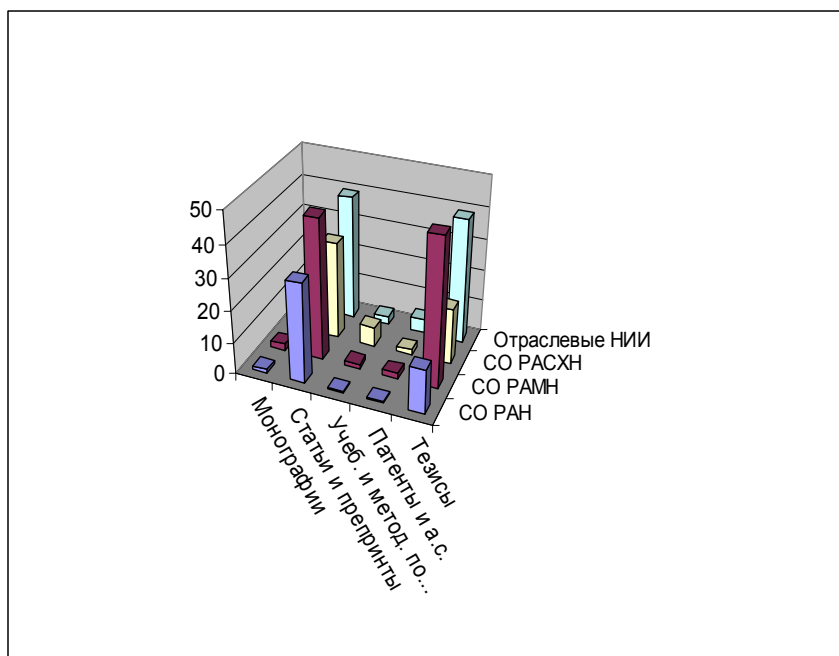 50
40
30
20
10
0
Монографии
Статьи и препринты
Учеб. и метод. по...
Патенты и а.с.
Тезисы
Отраслевые НИИ
СО РАСХН
СО РАМН
СО РАН